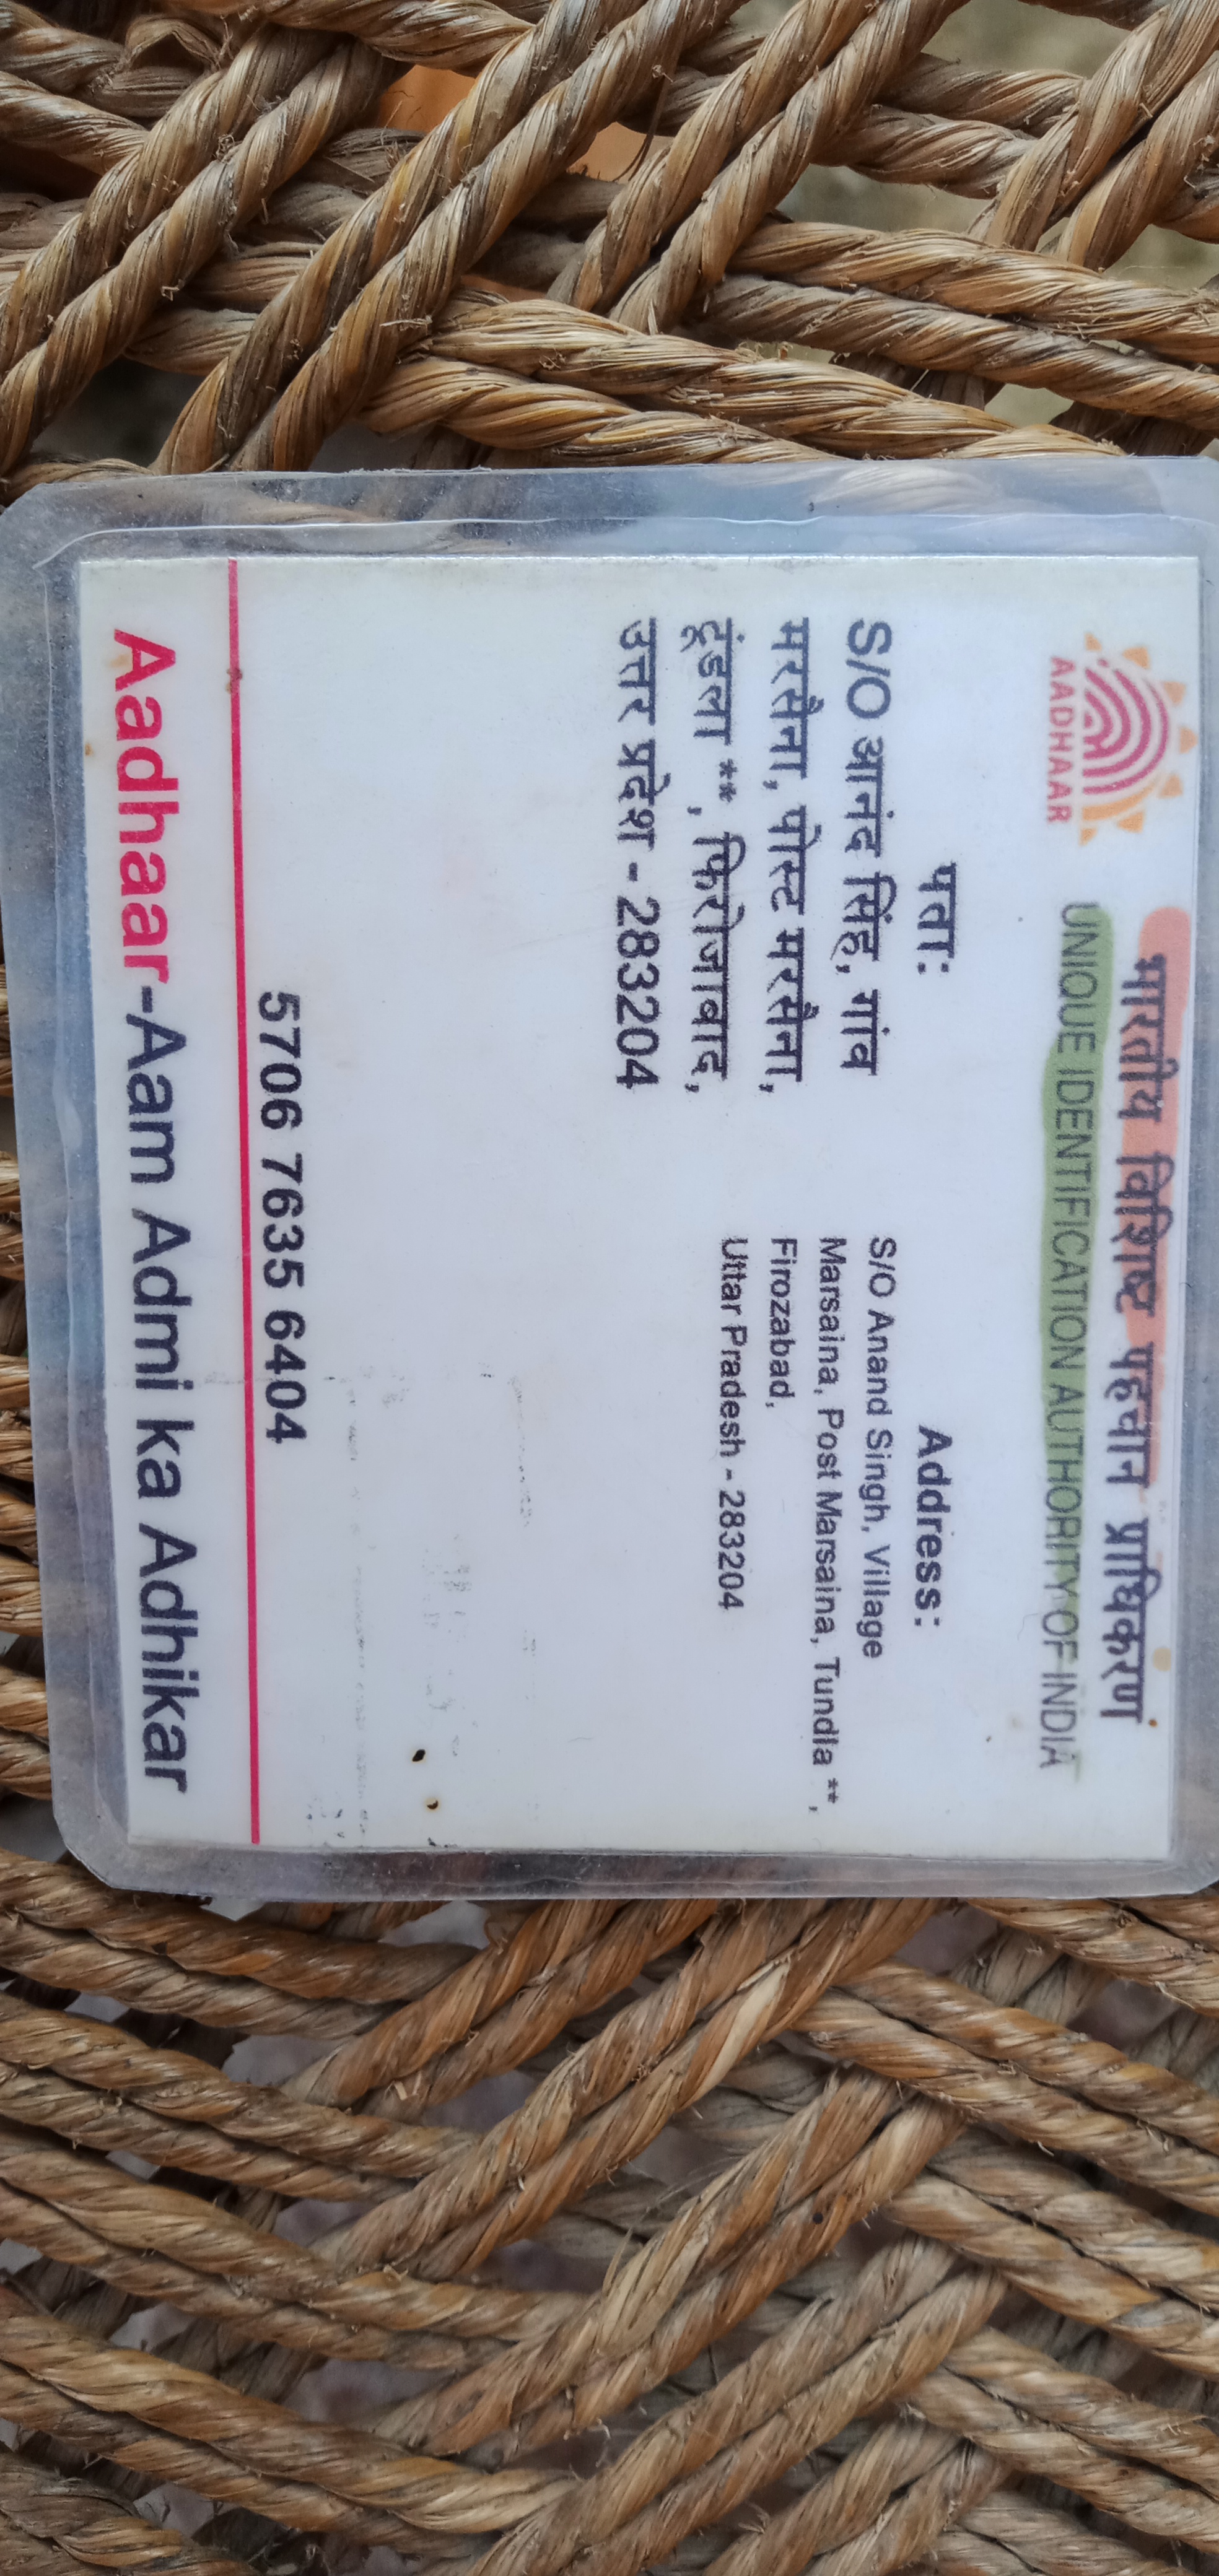 AADHAAR
भारतीय विशिष्ट पहचान प्राधिकरण
UNIQUE IDENTIFICATION AUTHORITY OF INDIA
पता:
S/O आनंद सिंह, गांव
मरसैना, पोस्ट मरसैना,
टूंडला **, फिरोजाबाद,
उत्तर प्रदेश - 283204
Address:
S/O Anand Singh, Village
Marsaina, Post Marsaina, Tundla **,
Firozabad,
Uttar Pradesh - 283204
5706 7635 6404
Aadhaar-Aam Admi ka Adhikar